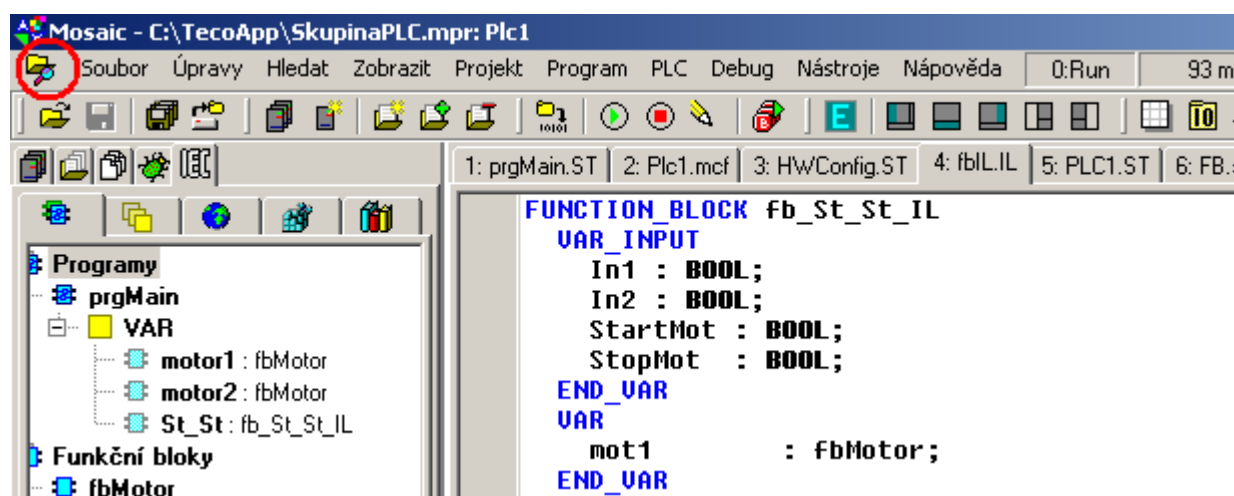 Mosaic - C:\TecoApp\SkupinaPLC.mpr: Plc1
Soubor Úpravy Hledat Zobrazit Projekt Program PLC Debug Nástroje Nápověda 0:Run 93 m
1: prgMain.ST 2: Plc1.mcf 3: HWConfig.ST 4: fbIL.IL 5: PLC1.ST 6: FB.
Programy
prgMain
VAR
motor1 : fbMotor
motor2 : fbMotor
St_St : fb_St_St_IL
Funkční bloky
fbMotor
FUNCTION_BLOCK fb_St_St_IL
VAR_INPUT
In1 : BOOL;
In2 : BOOL;
StartMot : BOOL;
StopMot : BOOL;
END_VAR
VAR
mot1 : fbMotor;
END_VAR